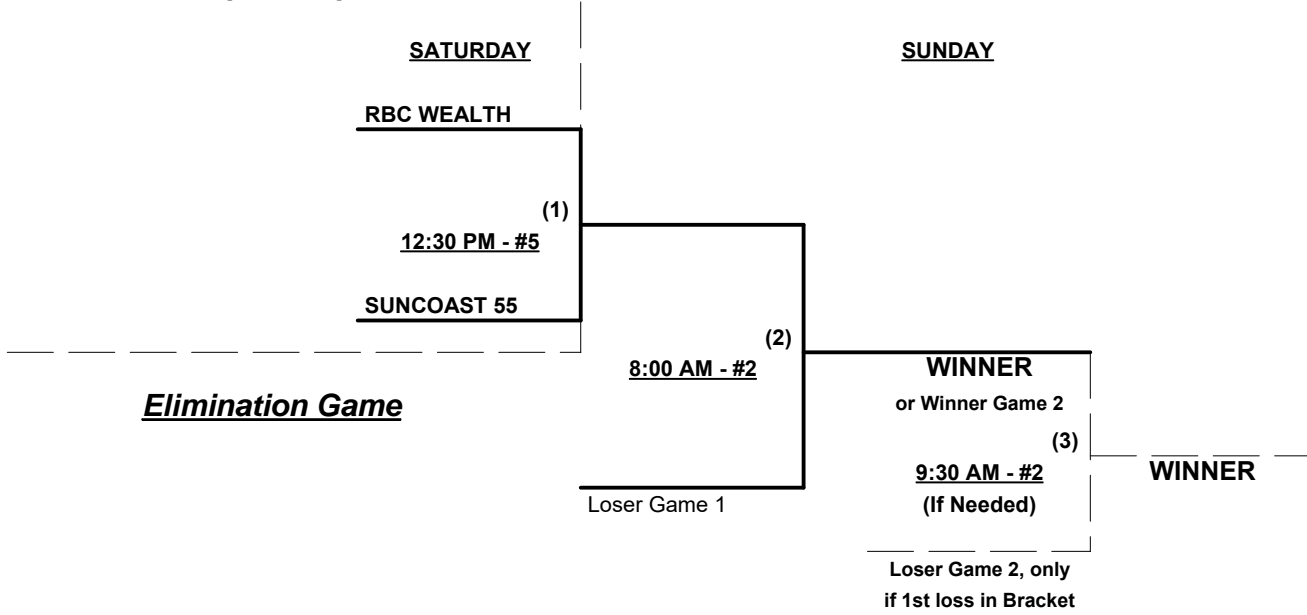 SATURDAY
SUNDAY
RBC WEALTH
(1)
12:30 PM - #5
SUNCOAST 55
(2)
8:00 AM - #2
WINNER
Elimination Game
or Winner Game 2
(3)
9:30 AM - #2
WINNER
Loser Game 1
(If Needed)
Loser Game 2, only
if 1st loss in Bracket